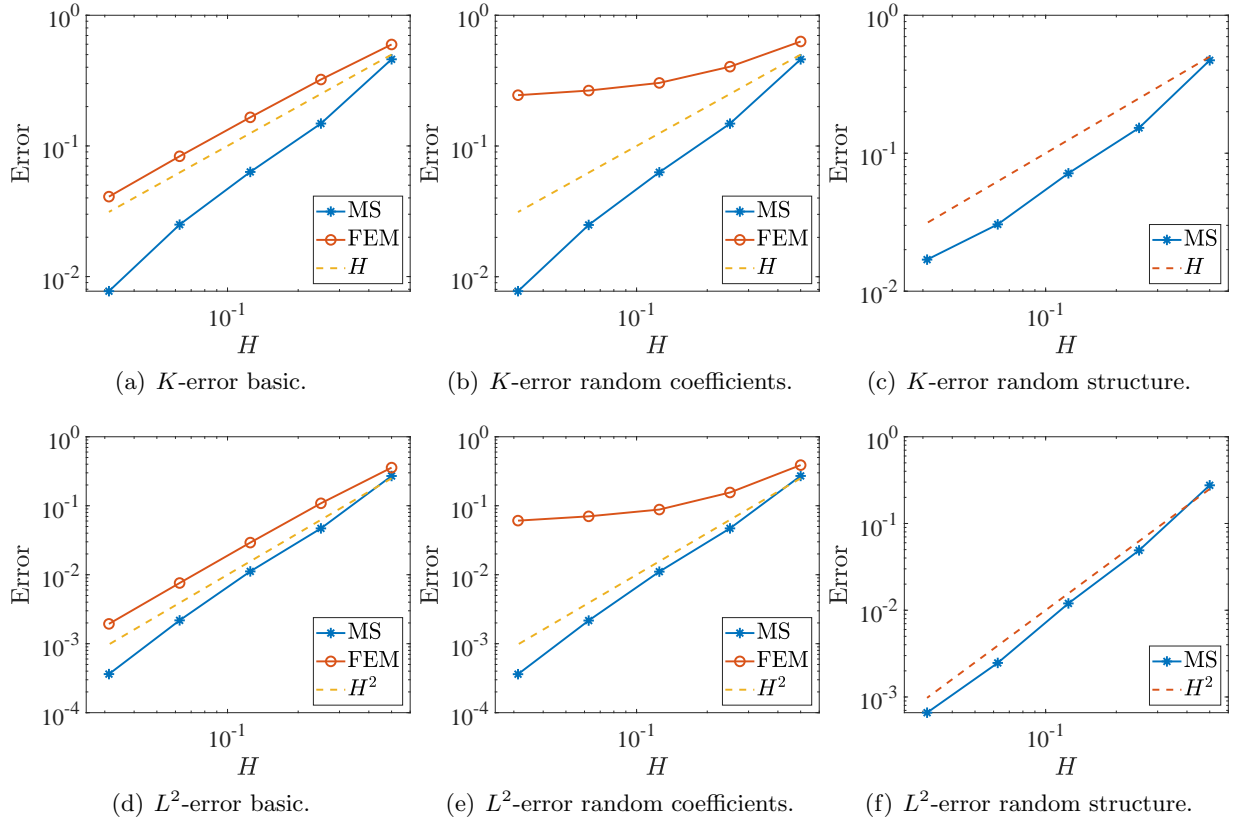 10^0
10^-1
10^-2
Error
MS
FEM
H
10^-1
H
(a) K-error basic.
10^0
10^-1
10^-2
Error
MS
FEM
H
10^-1
H
(b) K-error random coefficients.
10^0
10^-1
10^-2
Error
MS
H
10^-1
H
(c) K-error random structure.
10^0
10^-1
10^-2
10^-3
10^-4
Error
MS
FEM
H^2
10^-1
H
(d) L^2-error basic.
10^0
10^-1
10^-2
10^-3
10^-4
Error
MS
FEM
H^2
10^-1
H
(e) L^2-error random coefficients.
10^0
10^-1
10^-2
10^-3
Error
MS
H^2
10^-1
H
(f) L^2-error random structure.